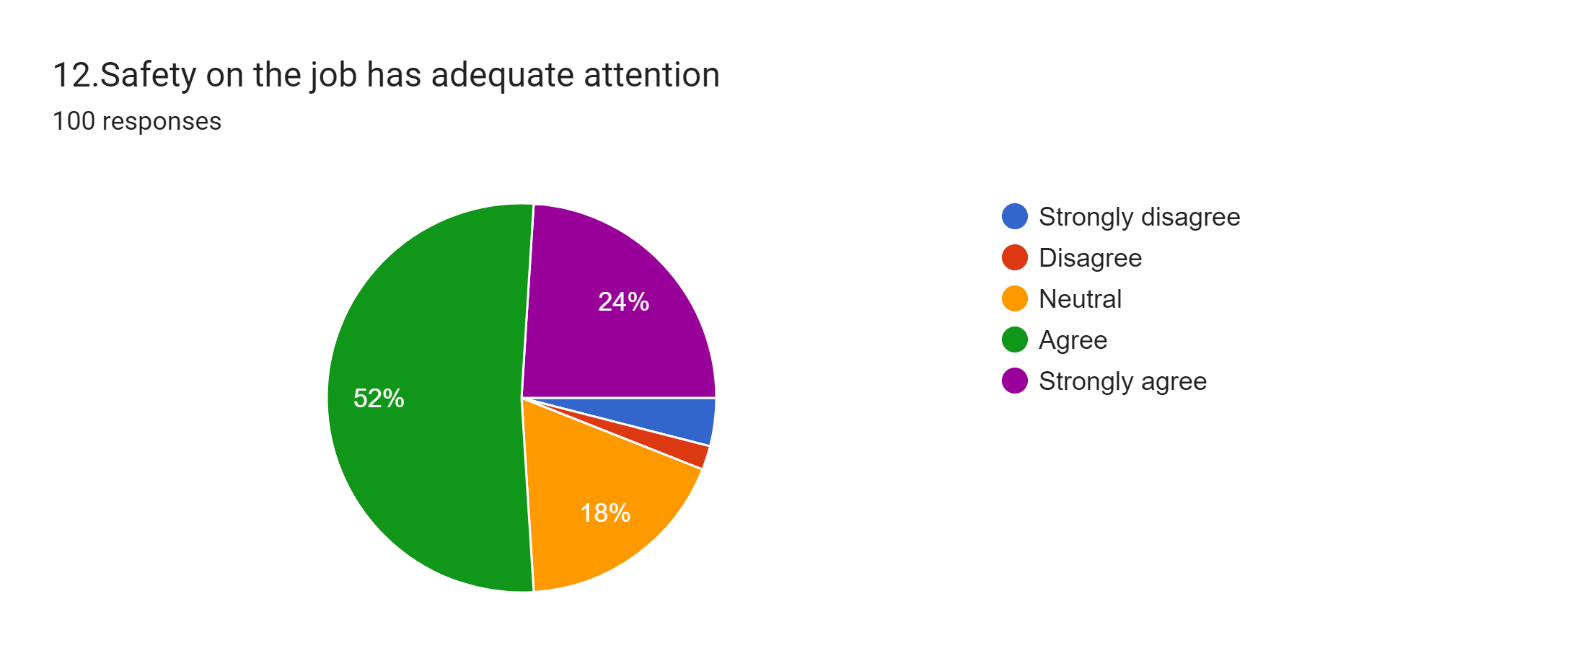 12.Safety on the job has adequate attention
100 responses
24%
52%
18%
Strongly disagree
Disagree
Neutral
Agree
Strongly agree